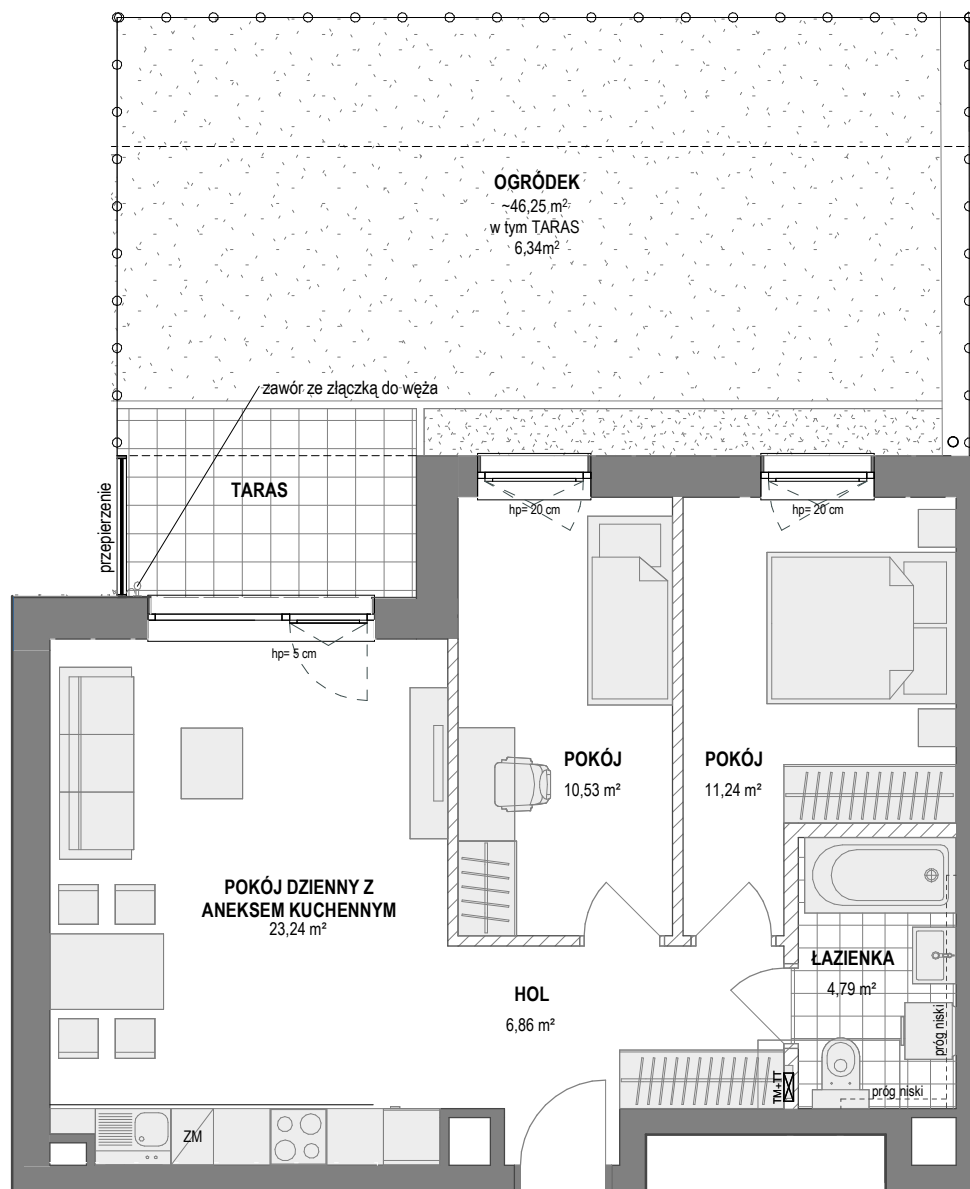 OGRÓDEK
~46,25 m²
w tym TARAS
6,34m²
zawór ze złączką do węża
TARAS
przepierzenie
hp= 20 cm
hp= 20 cm
hp= 5 cm
POKÓJ
10,53 m²
POKÓJ
11,24 m²
POKÓJ DZIENNY Z
ANEKSEM KUCHENNYM
23,24 m²
ŁAZIENKA
4,79 m²
HOL
6,86 m²
próg niski
próg niski
TM+TT
ZM